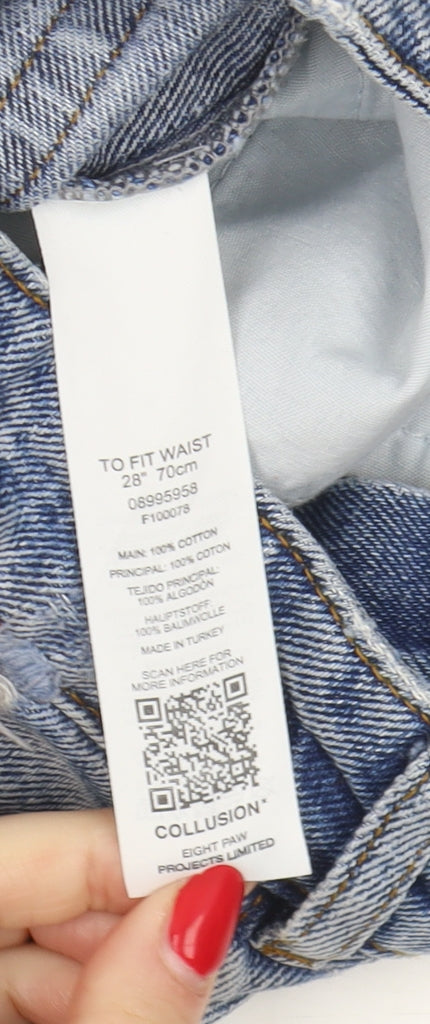 TO FIT WAIST
28" 70cm
08995958
F100078
MAIN: 100% COTTON
PRINCIPAL: 100% COTON
TEJIDO PRINCIPAL:
100% ALGODÓN
HAUPTSTOFF:
100% BAUMWOLLE
MADE IN TURKEY
SCAN HERE FOR
MORE INFORMATION
COLLUSION
EIGHT PAW
PROJECTS LIMITED